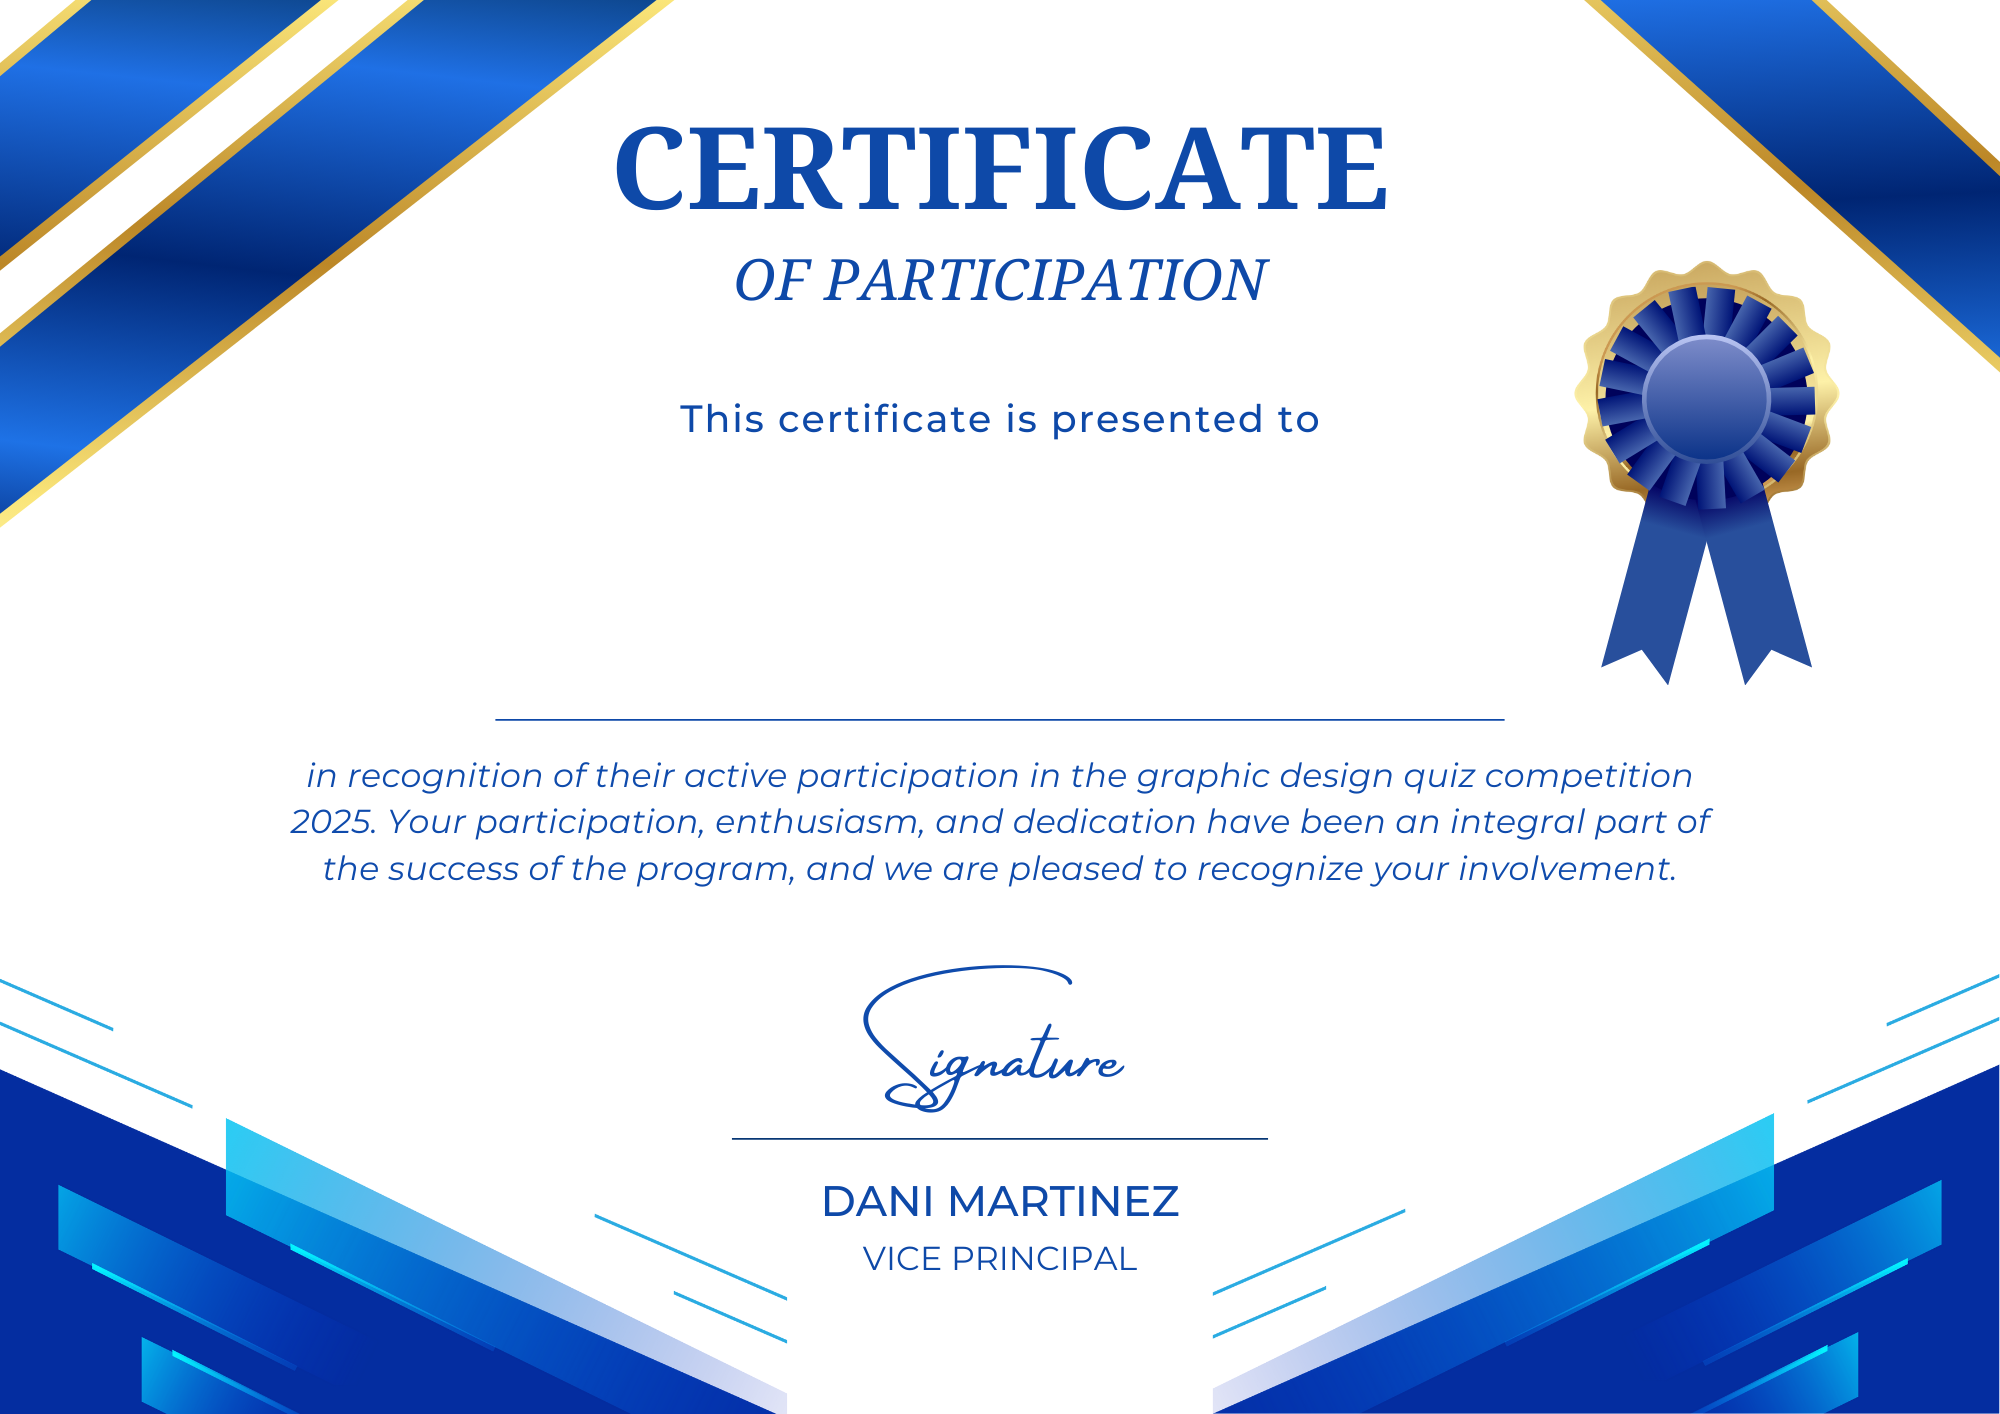 CERTIFICATE
OF PARTICIPATION
This certificate is presented to
in recognition of their active participation in the graphic design quiz competition
2025. Your participation, enthusiasm, and dedication have been an integral part of
the success of the program, and we are pleased to recognize your involvement.
Signature
DANI MARTINEZ
VICE PRINCIPAL